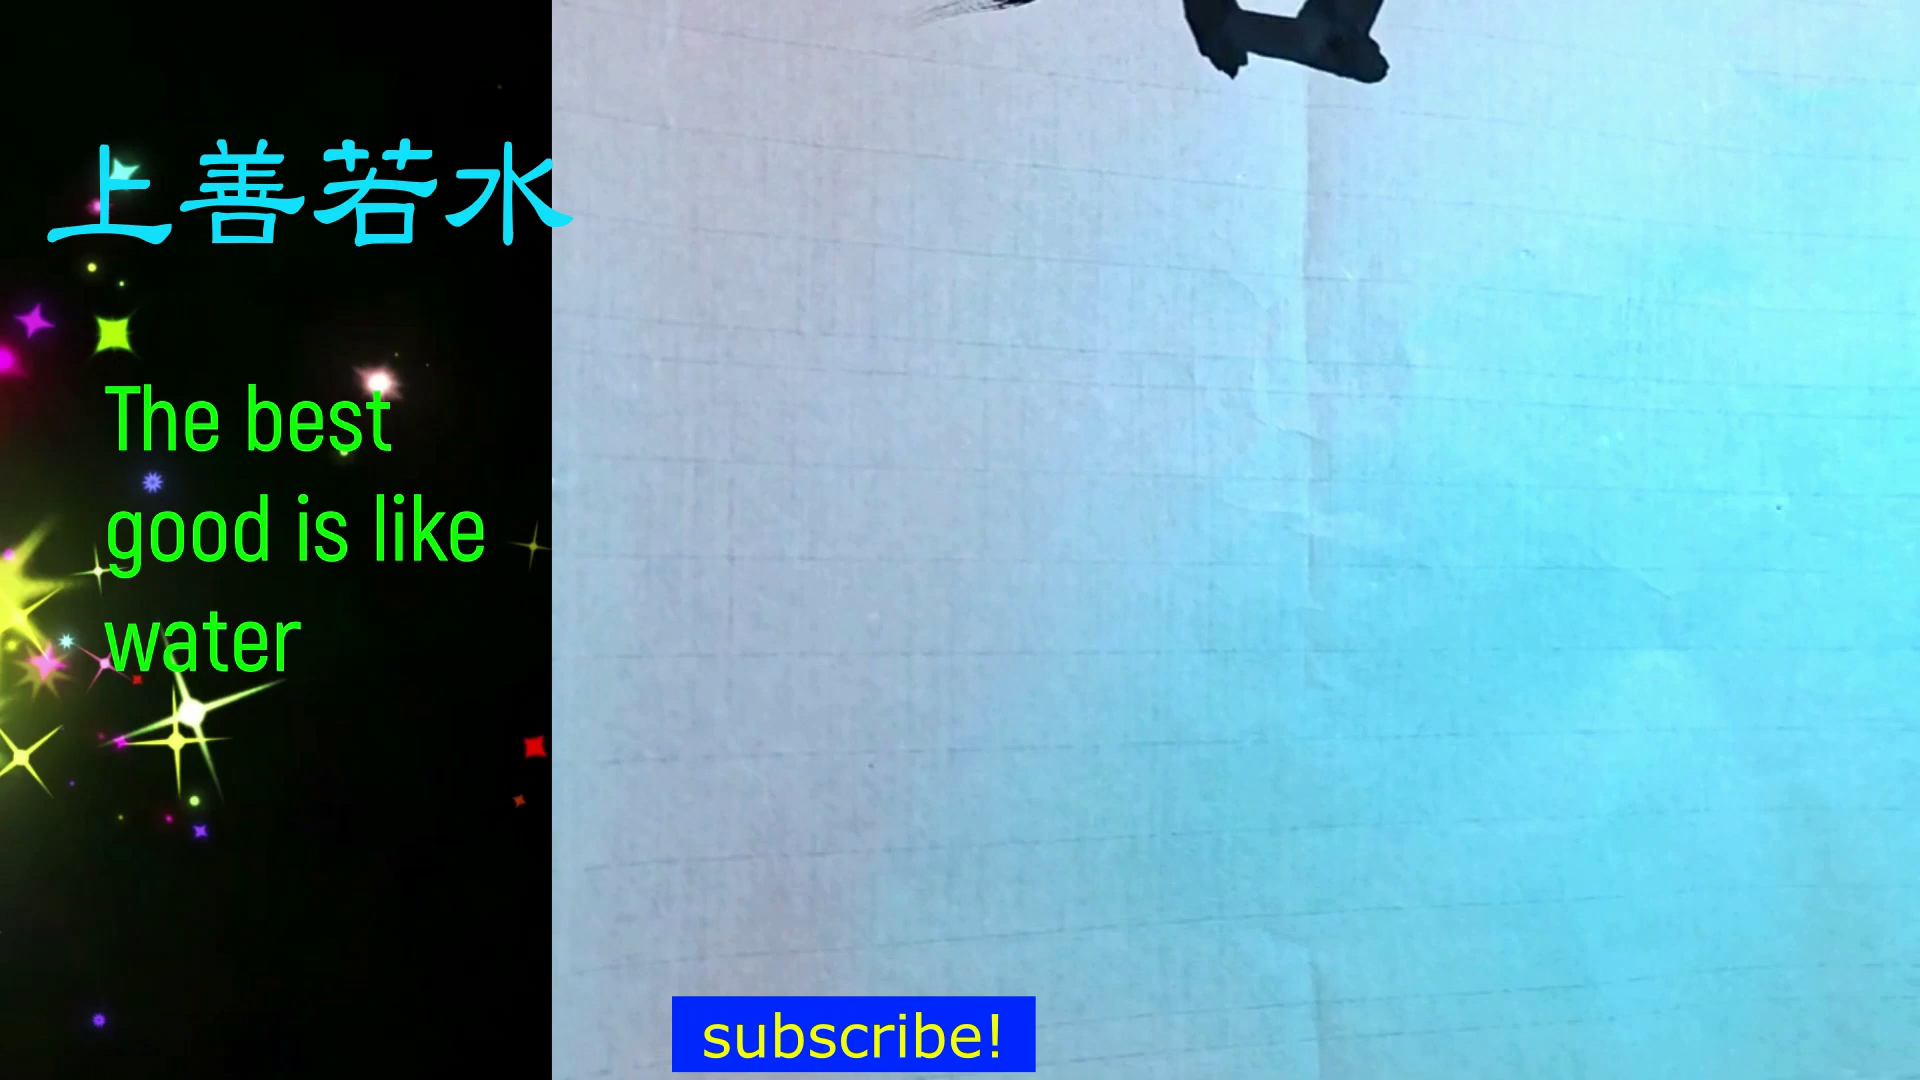 上善若水
The best
good is like
water
subscribe!